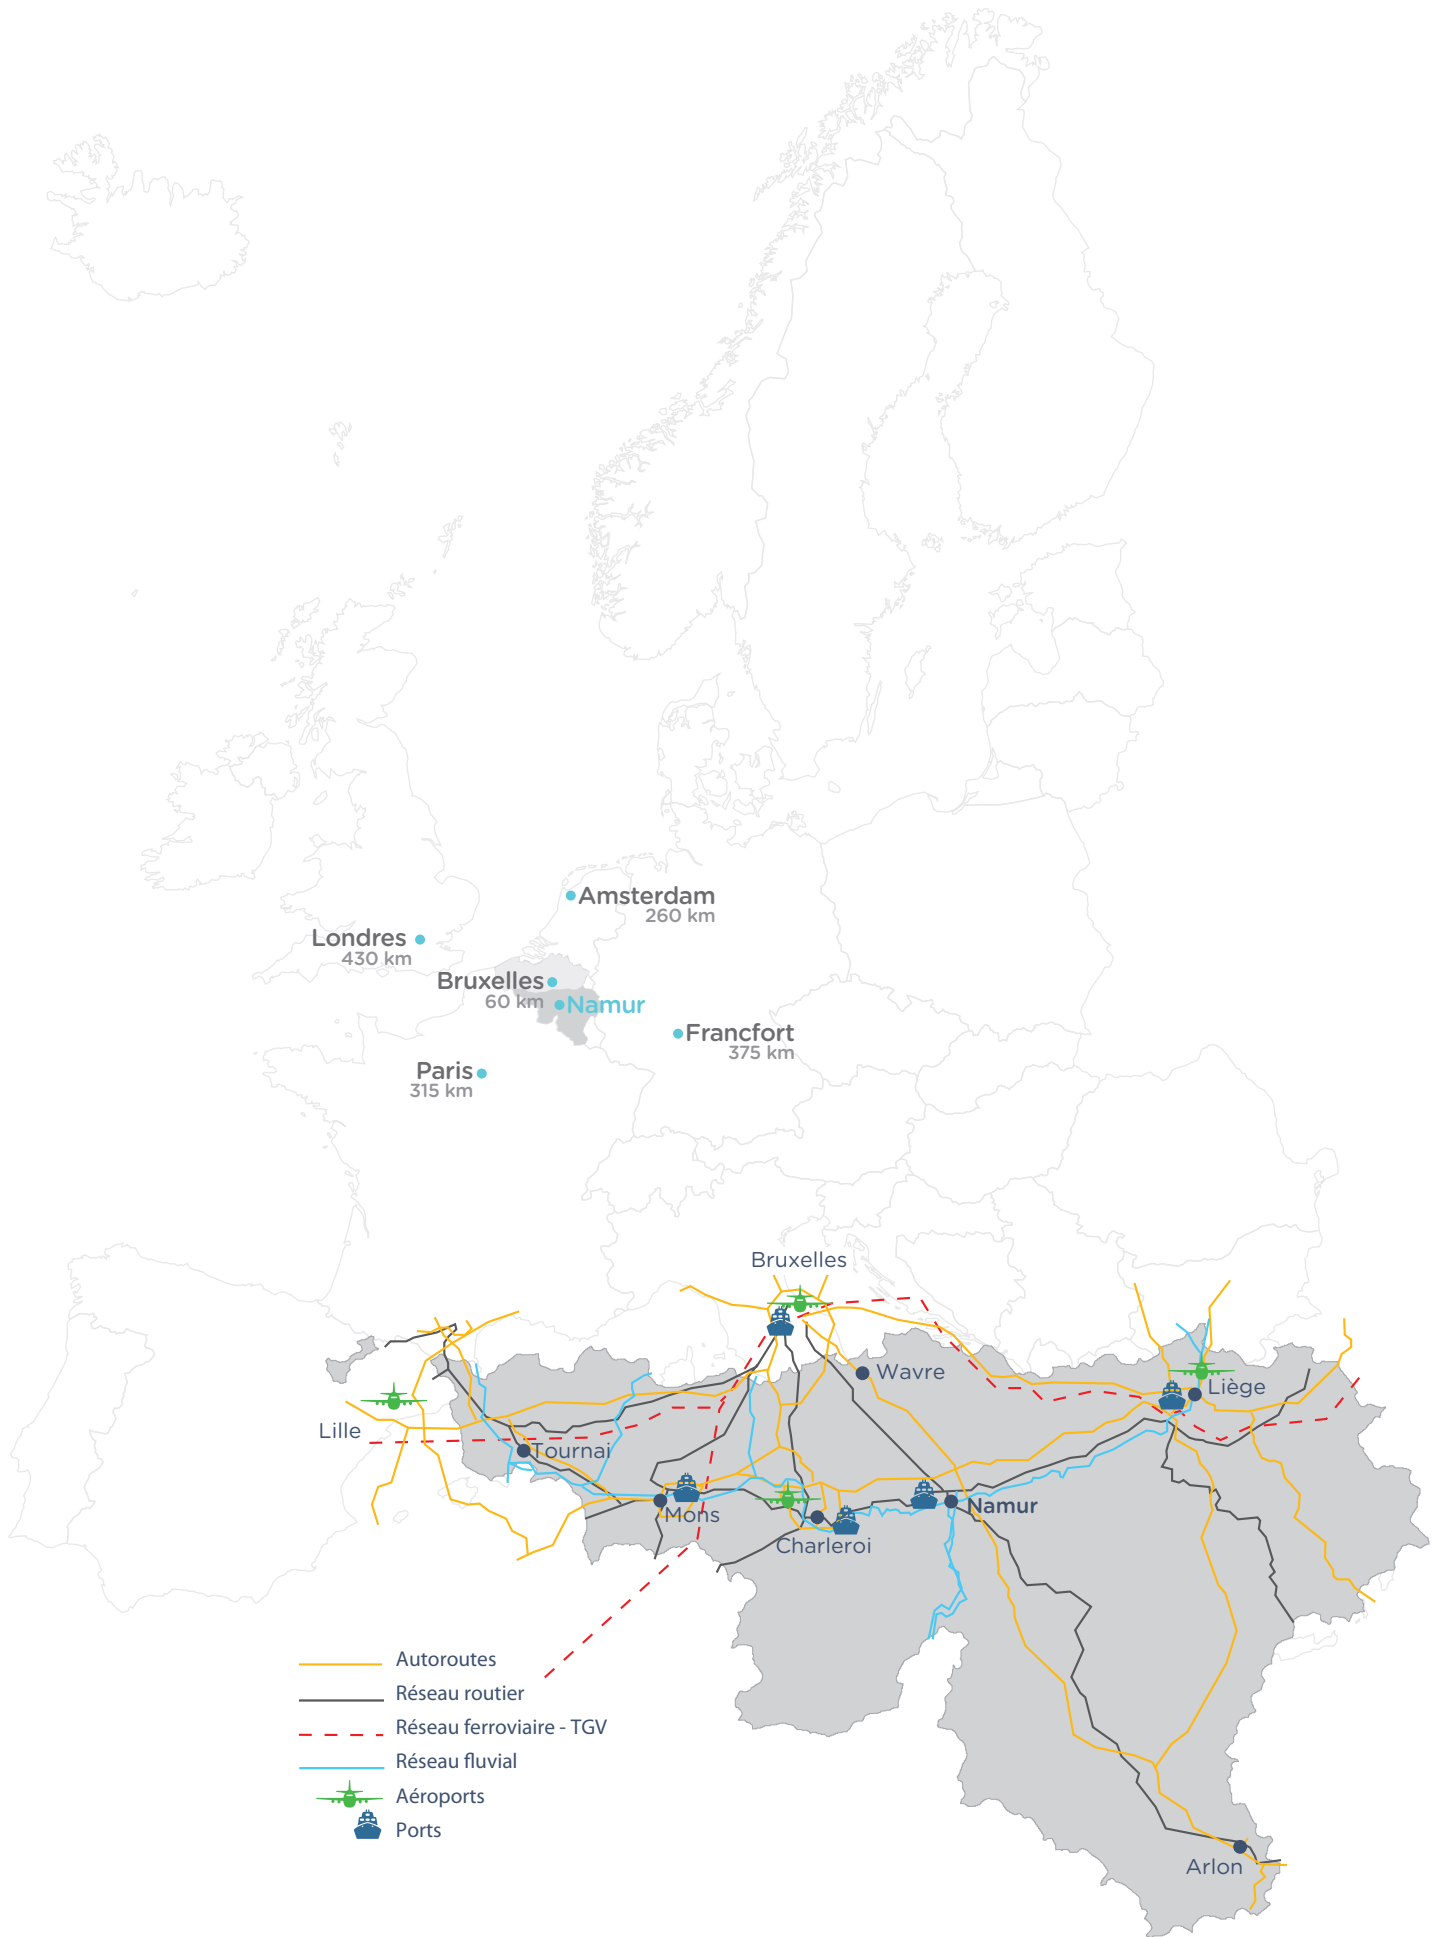 Amsterdam
260 km
Londres
430 km
Bruxelles
60 km
Namur
Francfort
375 km
Paris
315 km
Bruxelles
Wavre
Liège
Lille
Tournai
Mons
Namur
Charleroi
Arlon
Autoroutes
Réseau routier
Réseau ferroviaire - TGV
Réseau fluvial
Aéroports
Ports